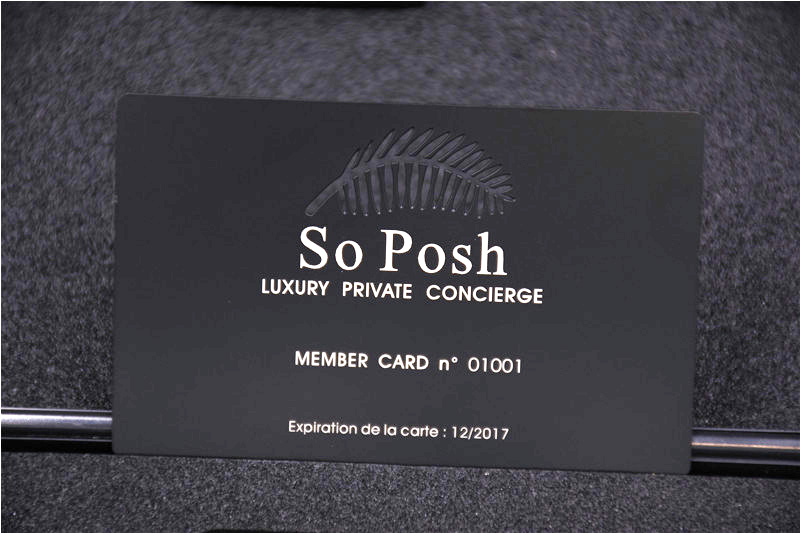 So Posh
LUXURY PRIVATE CONCIERGE
MEMBER CARD n° 01001
Expiration de la carte : 12/2017